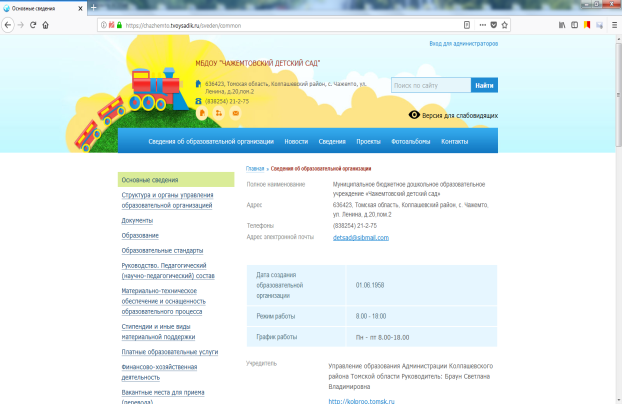 Основные сведения
https://chazhemto.tvoysadik.ru/sveden/common
Вход для администраторов
МБДОУ "ЧАЖЕМТОВСКИЙ ДЕТСКИЙ САД"
636423, Томская область, Колпашевский район, с. Чажемто, ул.
Ленина, д.20,пом.2
(838254) 21-2-75
Поиск по сайту
Найти
Версия для слабовидящих
Сведения об образовательной организации Новости Сведения Проекты Фотоальбомы Контакты
Основные сведения
Структура и органы управления
образовательной организацией
Документы
Образование
Образовательные стандарты
Руководство. Педагогический
(научно-педагогический) состав
Материально-техническое
обеспечение и оснащенность
образовательного процесса
Стипендии и иные виды
материальной поддержки
Платные образовательные услуги
Финансово-хозяйственная
деятельность
Вакантные места для приема
(перевода)
Главная » Сведения об образовательной организации
Полное наименование Муниципальное бюджетное дошкольное образовательное
учреждение «Чажемтовский детский сад»
Адрес 636423, Томская область, Колпашевский район, с. Чажемто,
ул. Ленина, д.20,пом.2
Телефоны (838254) 21-2-75
Адрес электронной почты detsad@sibmail.com
Дата создания
образовательной
организации
01.06.1958
Режим работы 8.00 - 18.00
График работы Пн - пт 8.00-18.00
Учредитель Управление образования Администрации Колпашевского
района Томской области Руководитель: Браун Светлана
Владимировна
http://koloroo.tomsk.ru